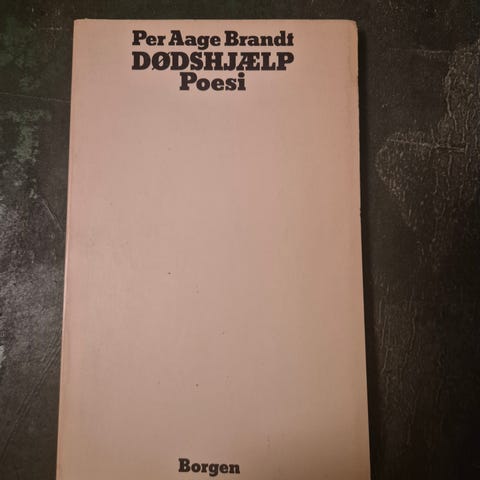 Per Aage Brandt
DØDSHJÆLP
Poesi
Borgen